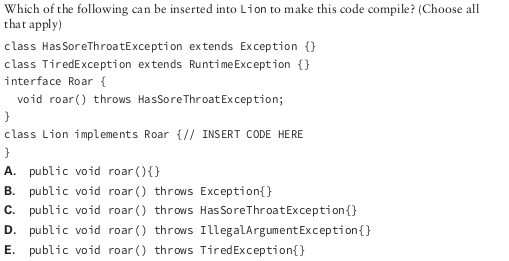 Which of the following can be inserted into Lion to make this code compile? (Choose all
that apply)
class HasSoreThroatException extends Exception {}
class TiredException extends RuntimeException {}
interface Roar {
  void roar() throws HasSoreThroatException;
}
class Lion implements Roar {// INSERT CODE HERE
}
A. public void roar(){}
B. public void roar() throws Exception{}
C. public void roar() throws HasSoreThroatException{}
D. public void roar() throws IllegalArgumentException{}
E. public void roar() throws TiredException{}